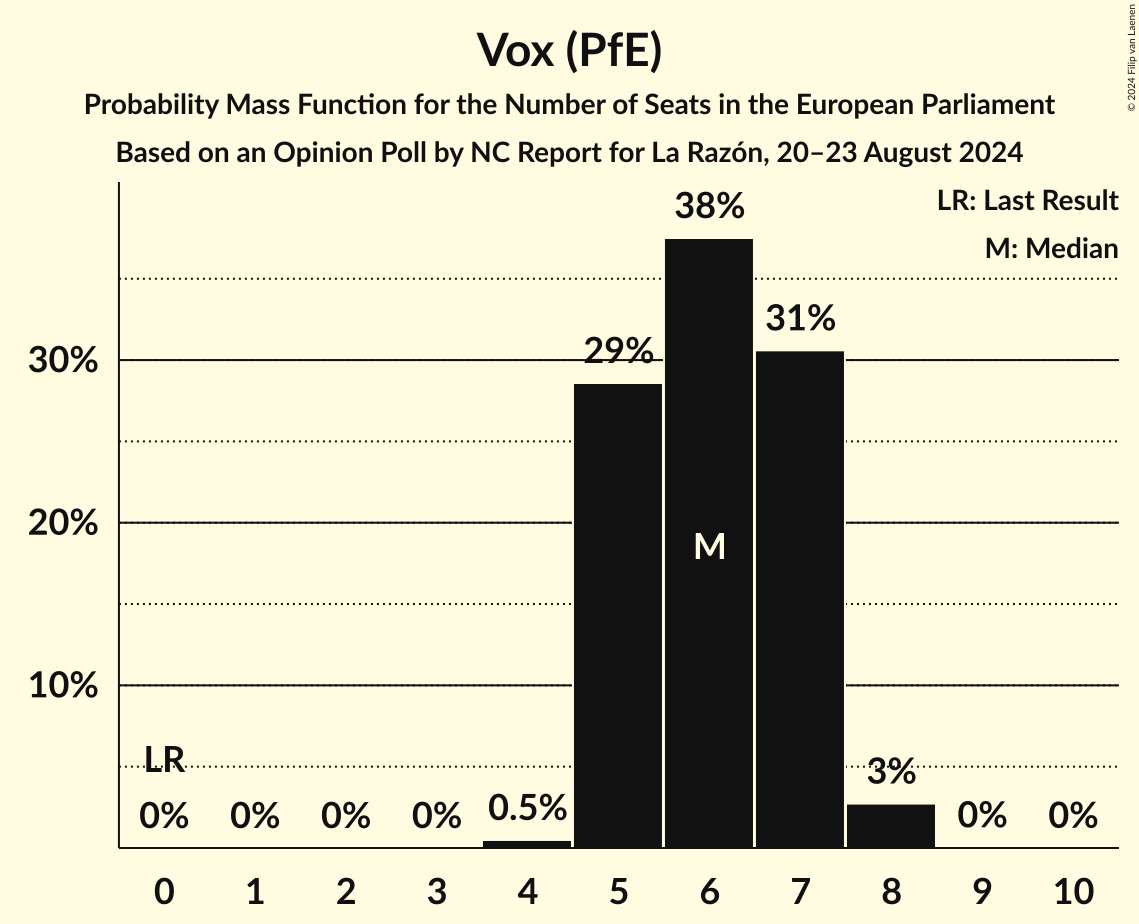 Vox (PfE)
Probability Mass Function for the Number of Seats in the European Parliament
Based on an Opinion Poll by NC Report for La Razón, 20–23 August 2024
© 2024 Filip van Laenen
LR: Last Result
M: Median
38%
31%
29%
30%
20%
M
10%
LR
3%
0% 0% 0% 0% 0.5% 0% 0%
0 1 2 3 4 5 6 7 8 9 10